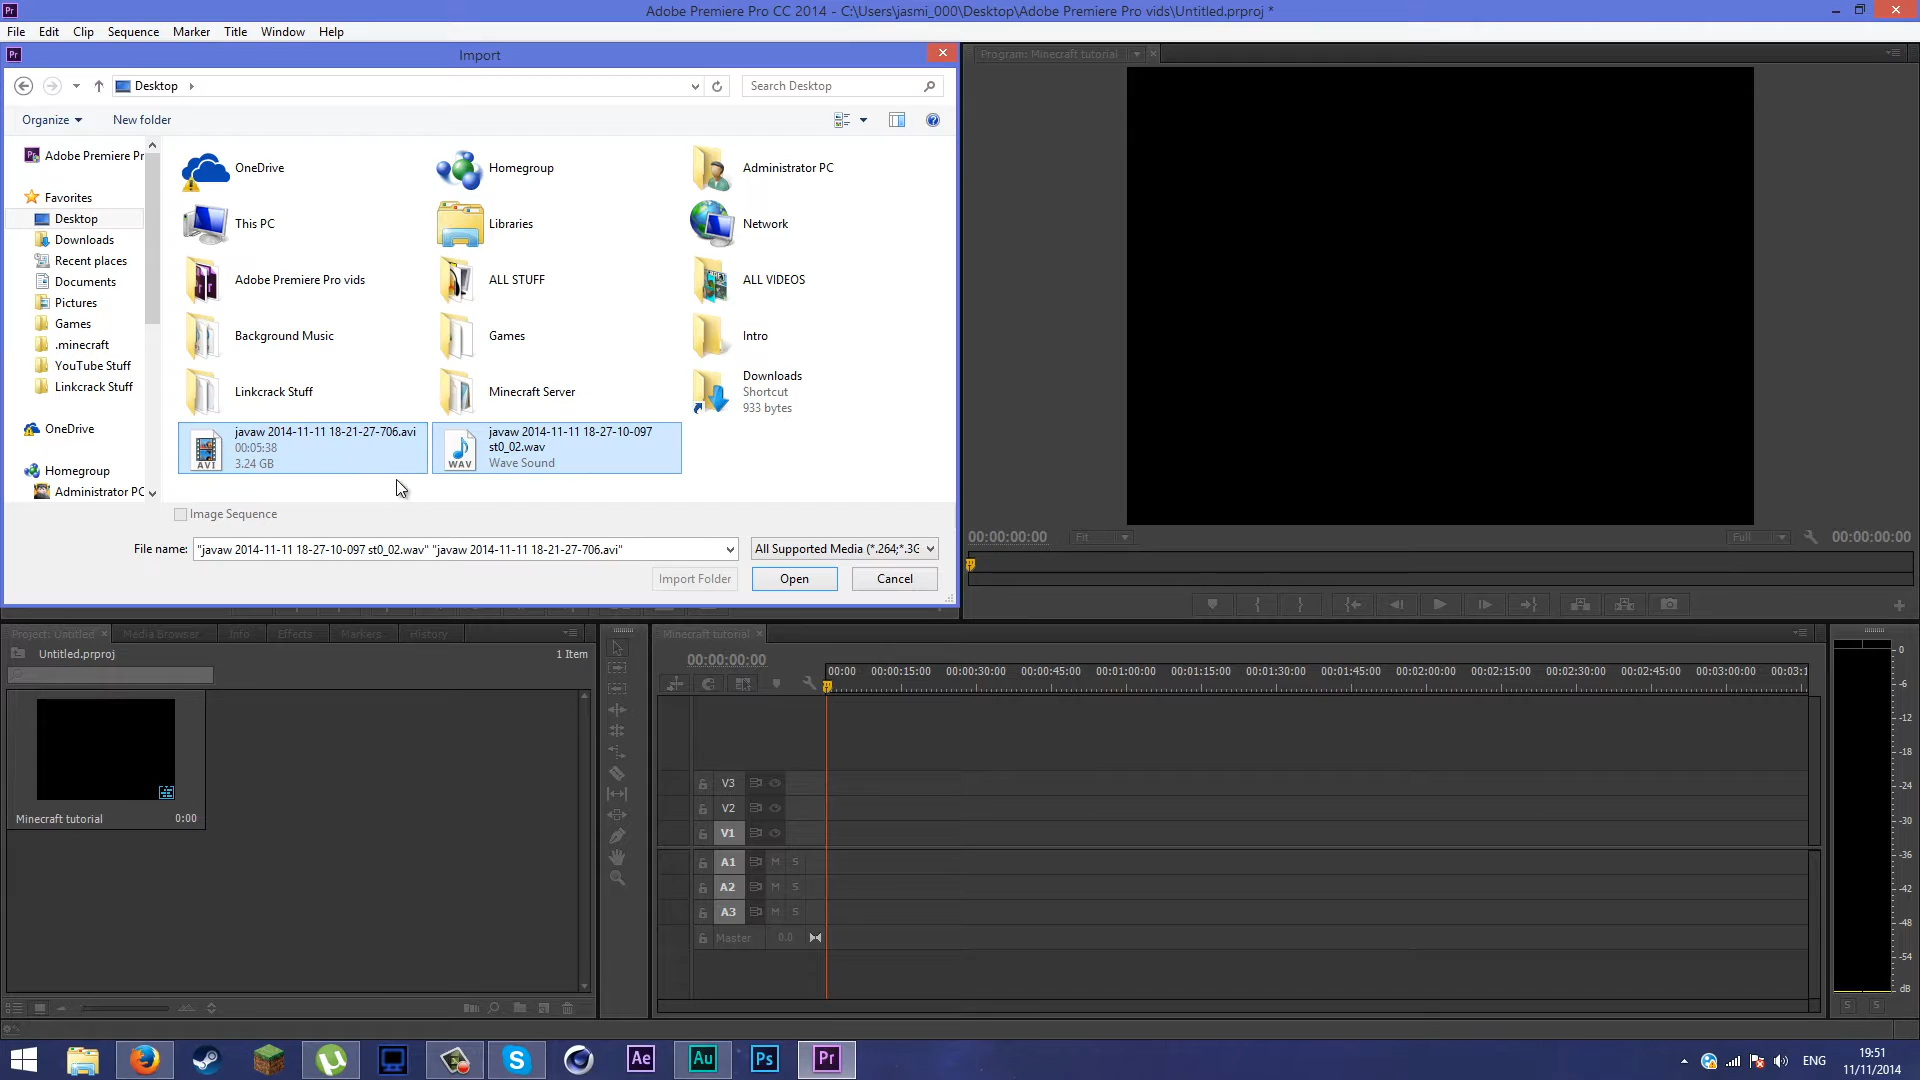 Adobe Premiere Pro CC 2014 - C:\Users\jasmi_000\Desktop\Adobe Premiere Pro vids\Untitled.prproj *
File Edit Clip Sequence Marker Title Window Help
Import
Program: Minecraft tutorial
Desktop
Search Desktop
Organize
New folder
Adobe Premiere Pr
Favorites
Desktop
Downloads
Recent places
Documents
Pictures
Games
.minecraft
YouTube Stuff
Linkcrack Stuff
OneDrive
Homegroup
Administrator PC
OneDrive
Homegroup
Administrator PC
This PC
Libraries
Network
Adobe Premiere Pro vids
ALL STUFF
ALL VIDEOS
Background Music
Games
Intro
Linkcrack Stuff
Minecraft Server
Downloads
Shortcut
933 bytes
AVI
javaw 2014-11-11 18-21-27-706.avi
00:05:38
3.24 GB
WAV
javaw 2014-11-11 18-27-10-097
st0_02.wav
Wave Sound
Image Sequence
File name:
"javaw 2014-11-11 18-27-10-097 st0_02.wav" "javaw 2014-11-11 18-21-27-706.avi"
All Supported Media (*.264;*.3G
Import Folder
Open
Cancel
00:00:00:00
Fit
Full
00:00:00:00
Project: Untitled
Media Browser
Info
Effects
Markers
History
Untitled.prproj
1 Item
Minecraft tutorial
0:00
Minecraft tutorial
00:00:00:00
00:00 00:00:15:00 00:00:30:00 00:00:45:00 00:01:00:00 00:01:15:00 00:01:30:00 00:01:45:00 00:02:00:00 00:02:15:00 00:02:30:00 00:02:45:00 00:03:00:00 00:03:1
V3
V2
V1
A1 M S
A2 M S
A3 M S
Master 0.0
0
-6
-12
-18
-24
-30
-36
-42
-48
-54
dB
S S
Ae
Au
Ps
Pr
ENG
19:51
11/11/2014